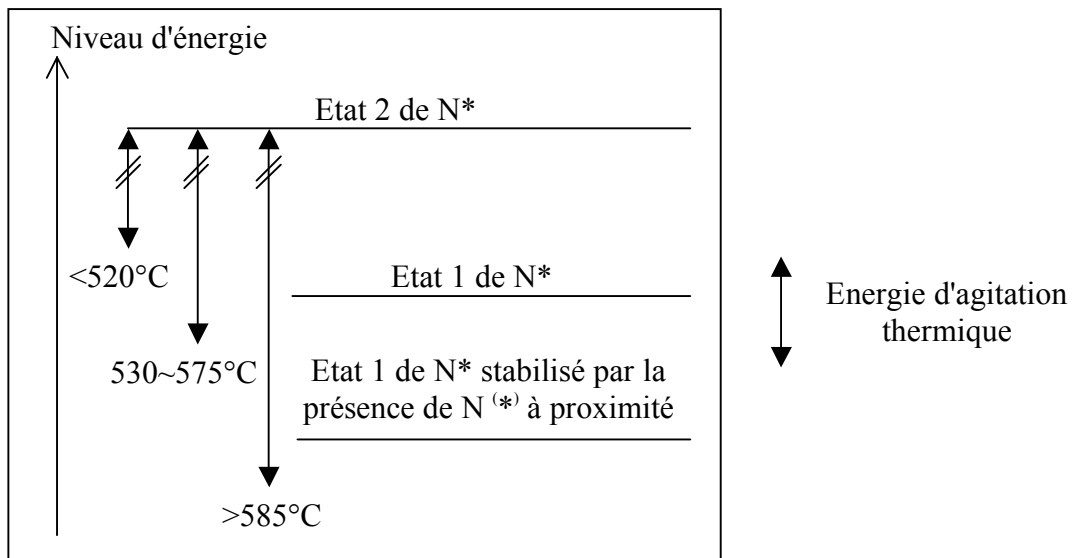 Niveau d'énergie
Etat 2 de N*
<520°C
Etat 1 de N*
530~575°C
Etat 1 de N* stabilisé par la
présence de N (*) à proximité
>585°C
Energie d'agitation
thermique